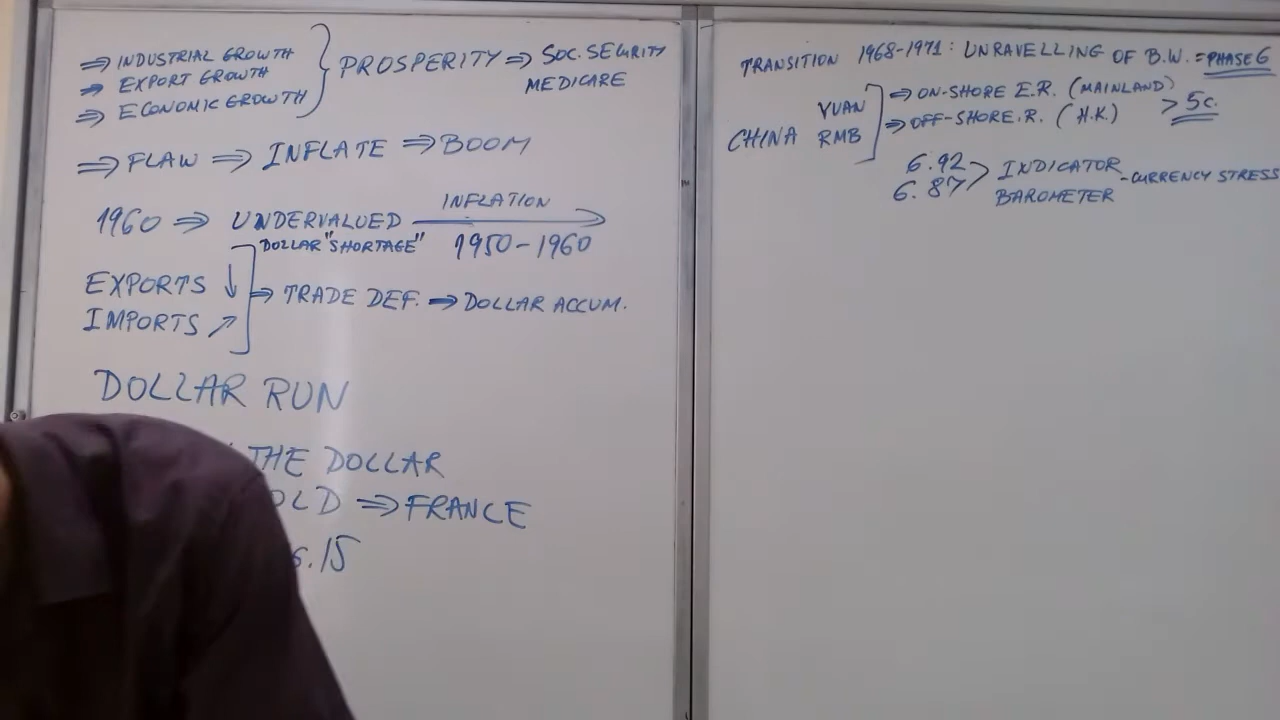 ⇒ INDUSTRIAL GROWTH
⇒ EXPORT GROWTH
⇒ ECONOMIC GROWTH
} PROSPERITY ⇒ SOC. SECURITY
MEDICARE
⇒ FLAW ⇒ INFLATE ⇒ BOOM
1960 ⇒ UNDERVALUED INFLATION →
DOLLAR "SHORTAGE" 1950-1960
EXPORTS ↓
IMPORTS ↗
] ⇒ TRADE DEF. ⇒ DOLLAR ACCUM.
DOLLAR RUN
THE DOLLAR
OLD ⇒ FRANCE
.15
TRANSITION 1968-1971: UNRAVELLING OF B.W. = PHASE 6
CHINA YUAN
RMB
] ⇒ ON-SHORE E.R. (MAINLAND)
⇒ OFF-SHORE.R. (H.K.)
> 5c.
6.92
6.87
> INDICATOR
BAROMETER
- CURRENCY STRESS